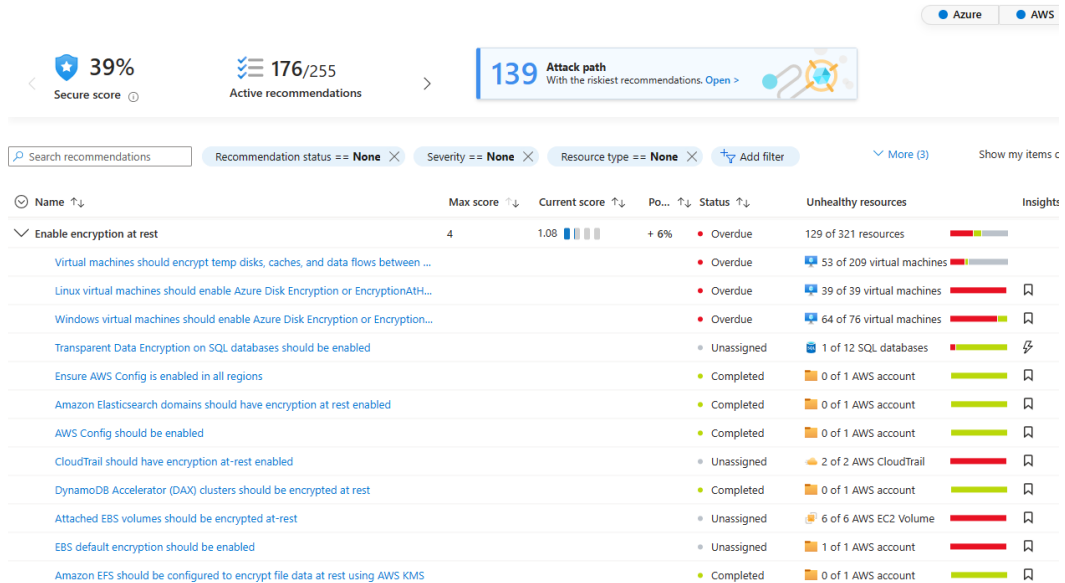 Azure
AWS
39%
Secure score
176/255
Active recommendations
139
Attack path
With the riskiest recommendations. Open >
Search recommendations
Recommendation status == None
Severity == None
Resource type == None
Add filter
More (3)
Show my items
Name Max score Current score Po... Status Unhealthy resources Insights
Enable encryption at rest 4 1.08 + 6% Overdue 129 of 321 resources
Virtual machines should encrypt temp disks, caches, and data flows between ... Overdue 53 of 209 virtual machines
Linux virtual machines should enable Azure Disk Encryption or EncryptionAtH... Overdue 39 of 39 virtual machines
Windows virtual machines should enable Azure Disk Encryption or Encryption... Overdue 64 of 76 virtual machines
Transparent Data Encryption on SQL databases should be enabled Unassigned 1 of 12 SQL databases
Ensure AWS Config is enabled in all regions Completed 0 of 1 AWS account
Amazon Elasticsearch domains should have encryption at rest enabled Completed 0 of 1 AWS account
AWS Config should be enabled Completed 0 of 1 AWS account
CloudTrail should have encryption at-rest enabled Unassigned 2 of 2 AWS CloudTrail
DynamoDB Accelerator (DAX) clusters should be encrypted at rest Completed 0 of 1 AWS account
Attached EBS volumes should be encrypted at-rest Unassigned 6 of 6 AWS EC2 Volume
EBS default encryption should be enabled Unassigned 1 of 1 AWS account
Amazon EFS should be configured to encrypt file data at rest using AWS KMS Completed 0 of 1 AWS account